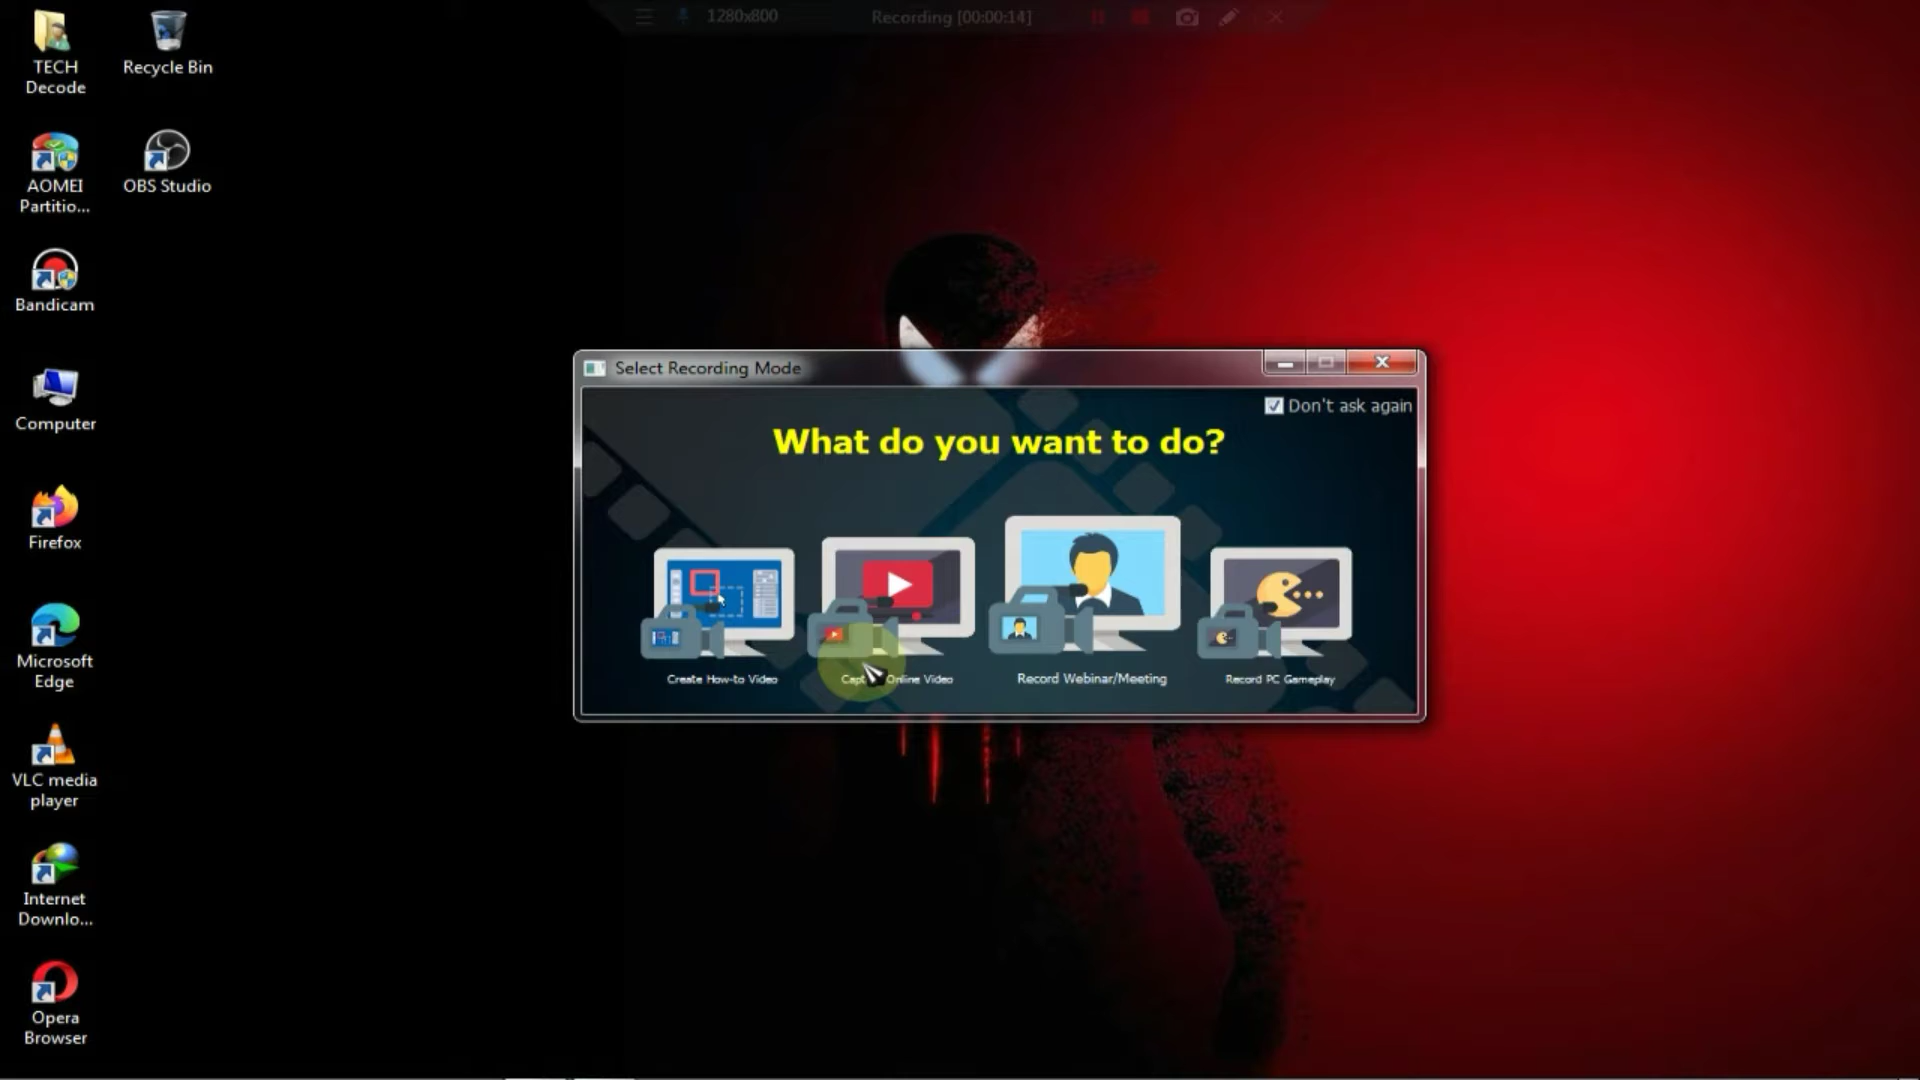 1280x800
Recording [00:00:14]
TECH
Decode
Recycle Bin
AOMEI
Partitio...
OBS Studio
Bandicam
Computer
Firefox
Microsoft
Edge
VLC media
player
Internet
Downlo...
Opera
Browser
Select Recording Mode
Don't ask again
What do you want to do?
Create How-to Video
Capt Online Video
Record Webinar/Meeting
Record PC Gameplay